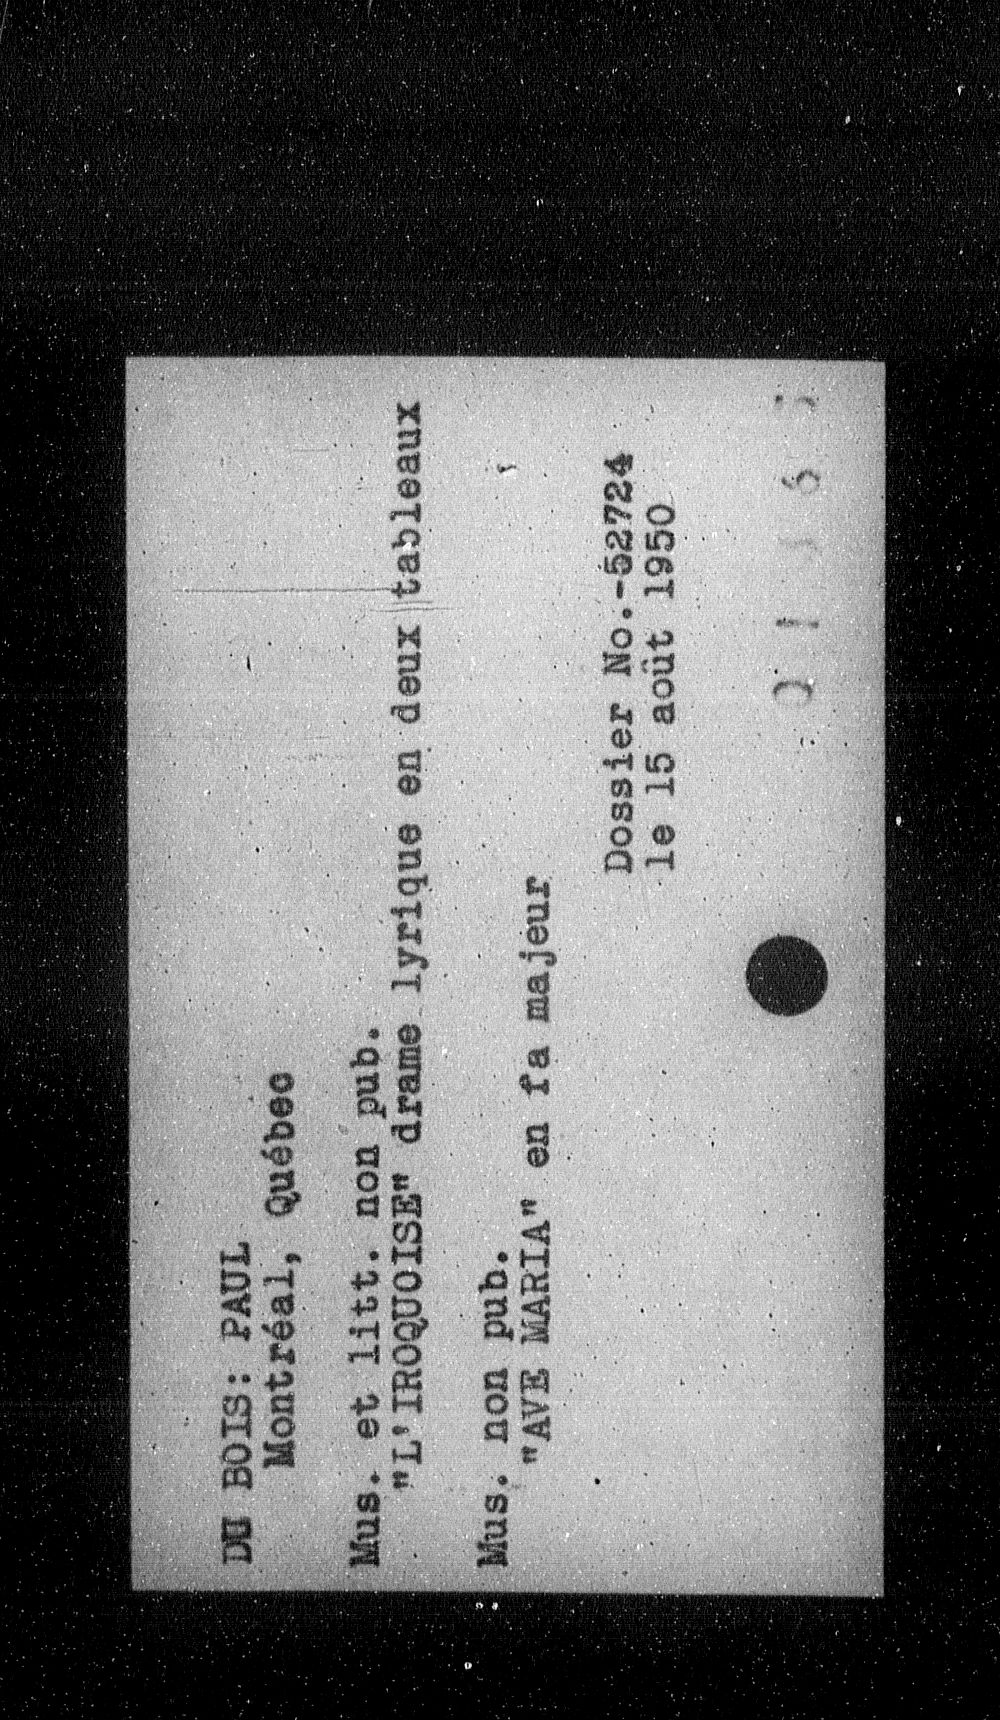 DU BOIS: PAUL
Montréal, Québec
Mus. et litt. non pub.
"L'IROQUOISE" drame lyrique en deux tableaux
Mus. non pub.
"AVE MARIA" en fa majeur
Dossier No.-52724
le 15 août 1950